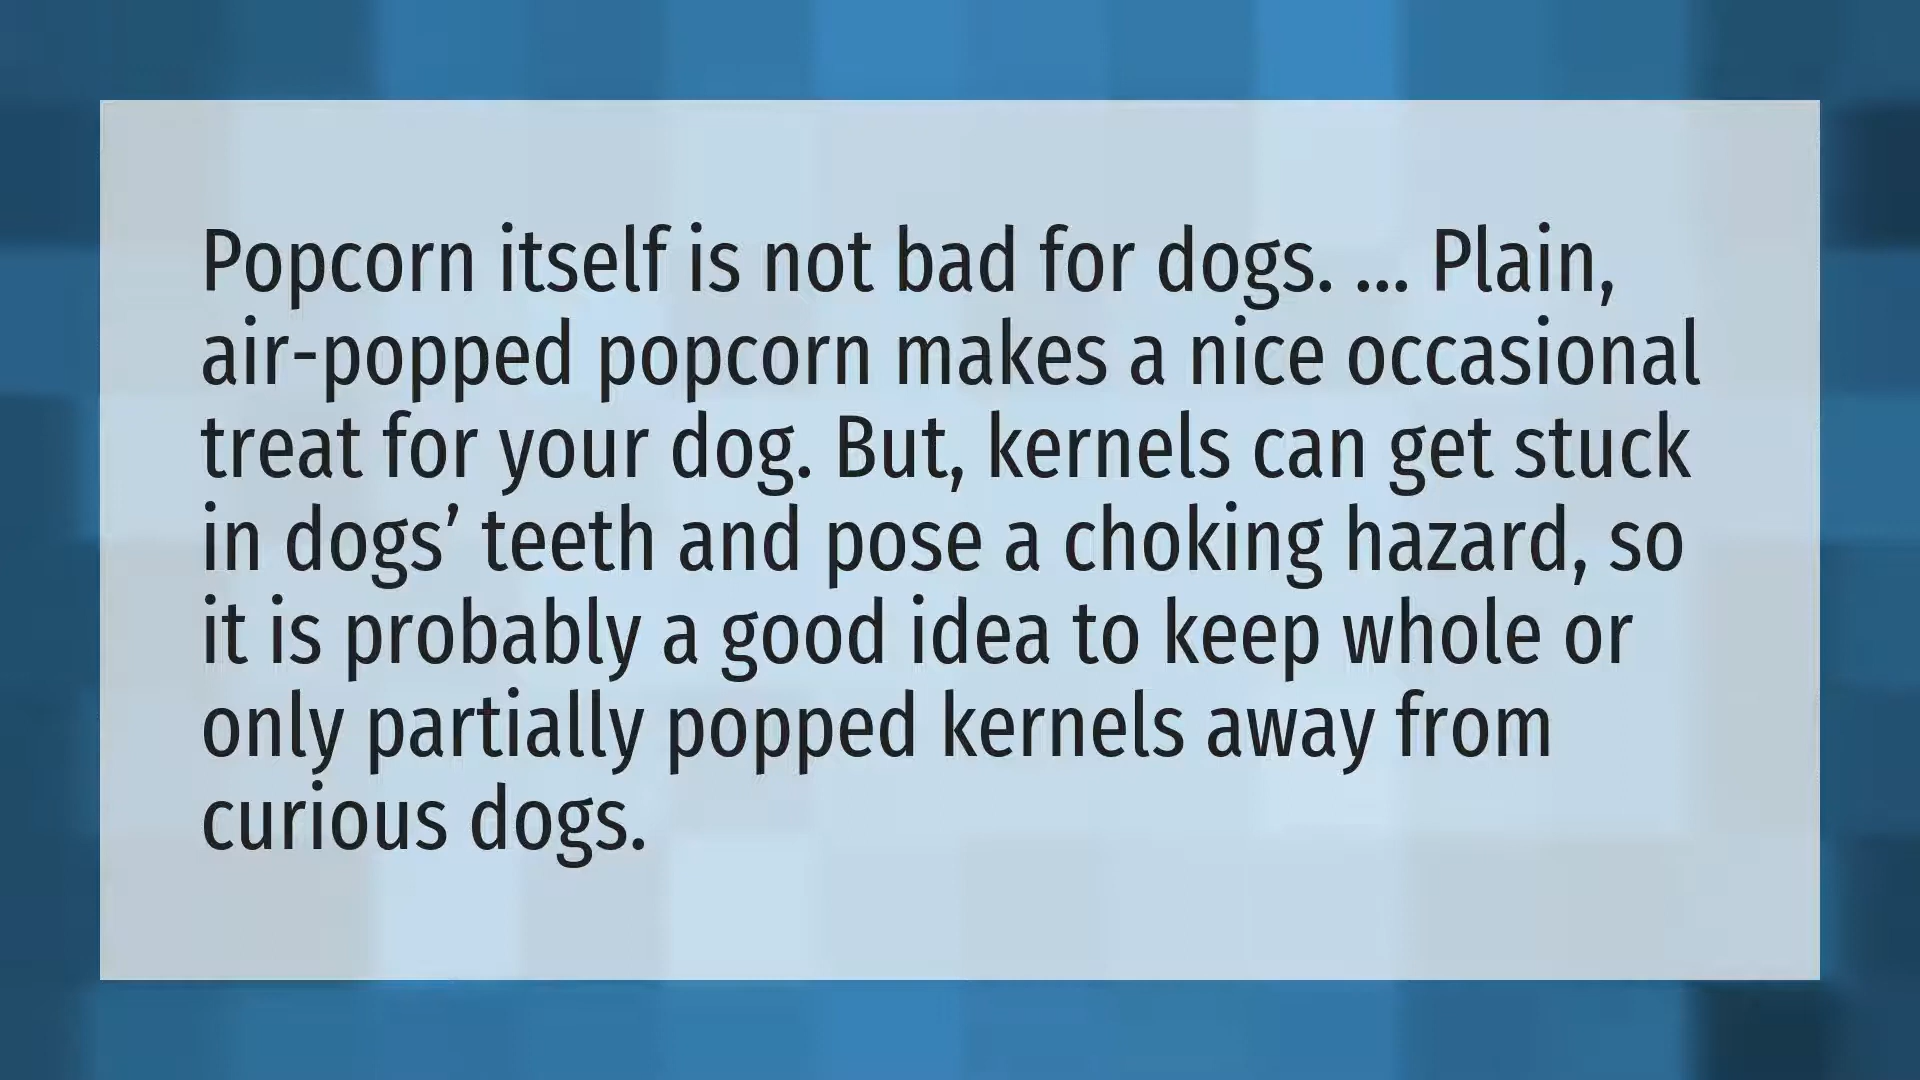 Popcorn itself is not bad for dogs. ... Plain,
air-popped popcorn makes a nice occasional
treat for your dog. But, kernels can get stuck
in dogs’ teeth and pose a choking hazard, so
it is probably a good idea to keep whole or
only partially popped kernels away from
curious dogs.